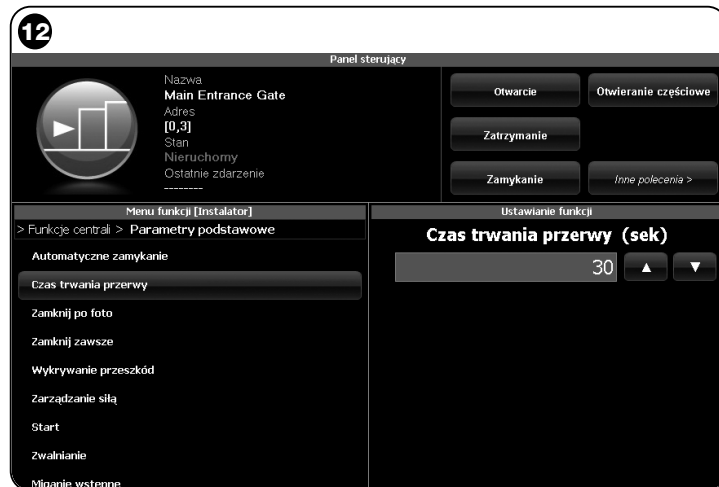 12
Panel sterujący
Nazwa
Main Entrance Gate
Adres
[0,3]
Stan
Nieruchomy
Ostatnie zdarzenie
--------
Otwarcie
Otwieranie częściowe
Zatrzymanie
Zamykanie
Inne polecenia >
Menu funkcji [Instalator]
> Funkcje centrali > Parametry podstawowe
Automatyczne zamykanie
Czas trwania przerwy
Zamknij po foto
Zamknij zawsze
Wykrywanie przeszkód
Zarządzanie siłą
Start
Zwalnianie
Miganie wstępne
Ustawianie funkcji
Czas trwania przerwy (sek)
30